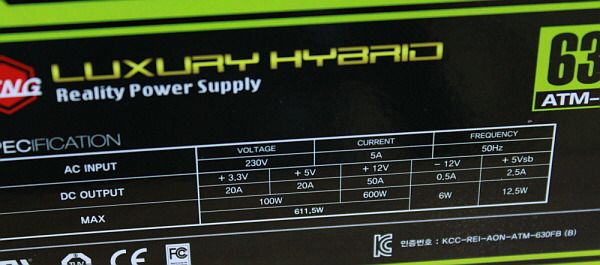 LUXURY HYBRID
Reality Power Supply
63
ATM-
NG
PECIFICATION
AC INPUT VOLTAGE CURRENT FREQUENCY
230V 5A 50Hz
DC OUTPUT + 3.3V + 5V + 12V - 12V + 5Vsb
20A 20A 50A 0.5A 2.5A
MAX 100W 600W 6W 12.5W
611.5W
FC
인증번호 : KCC-REI-AON-ATM-630FB (B)